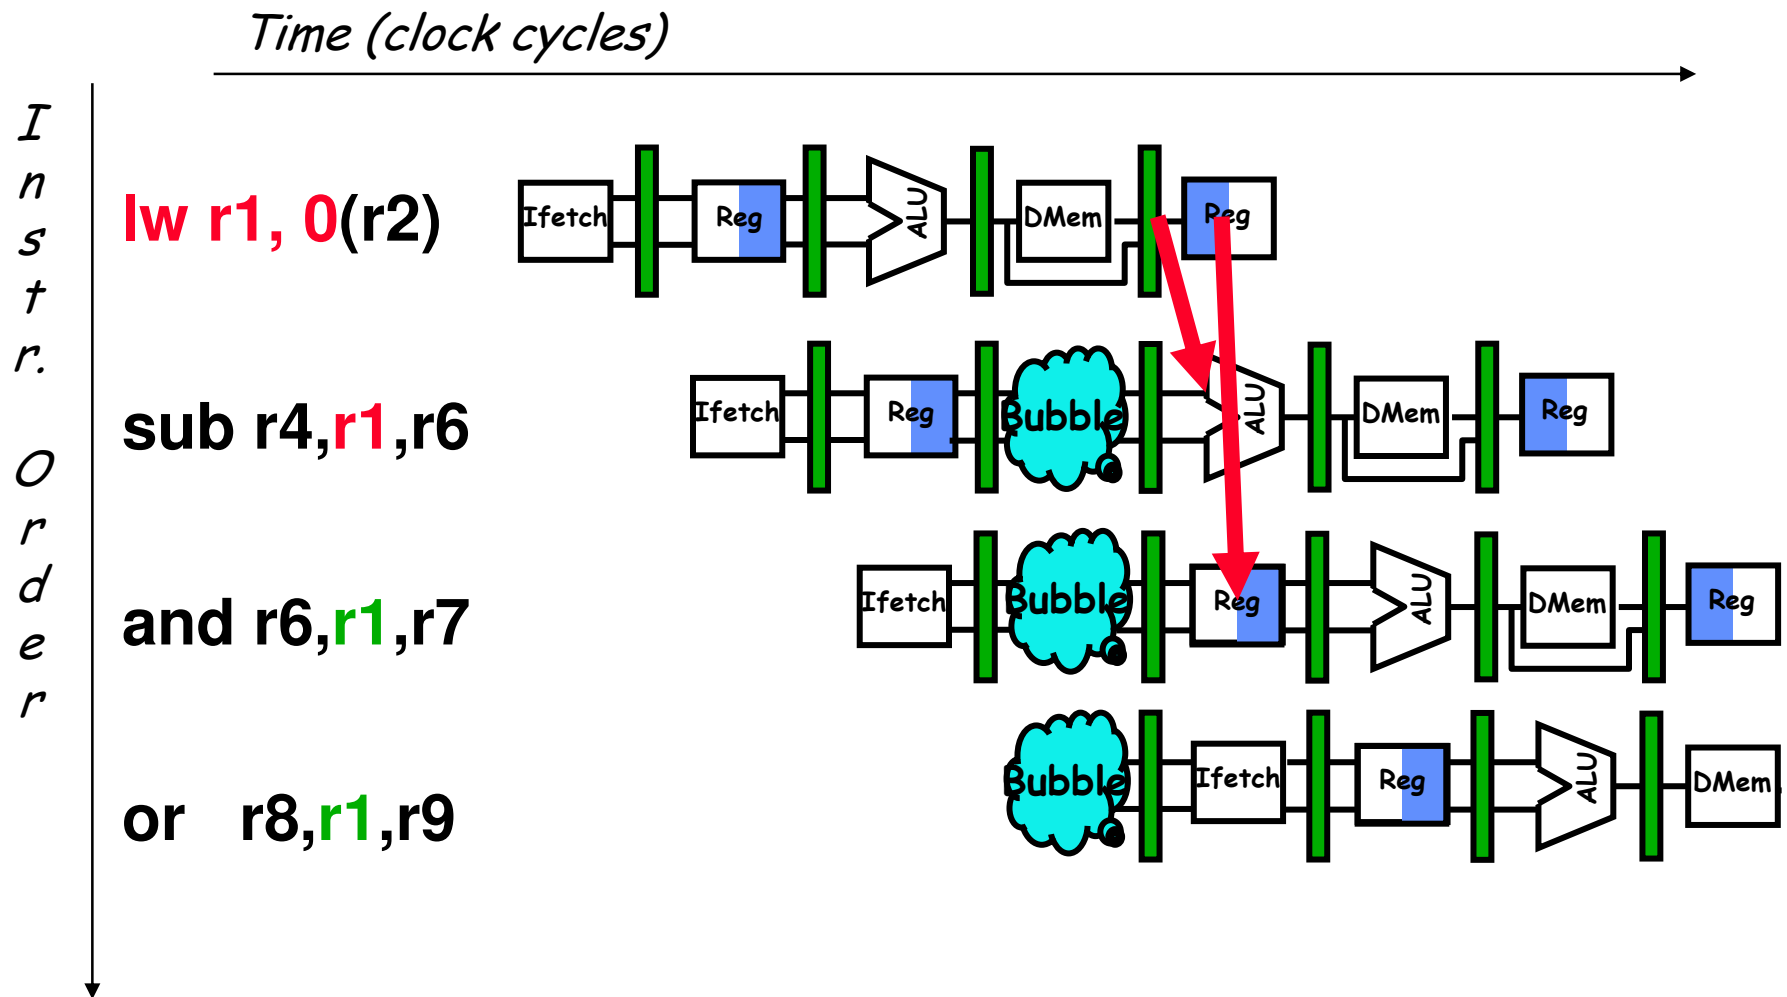 Time (clock cycles)
Instr. Order
lw r1, 0(r2)
Ifetch Reg ALU DMem Reg
sub r4,r1,r6
Ifetch Reg Bubble ALU DMem Reg
and r6,r1,r7
Ifetch Bubble Reg ALU DMem Reg
or r8,r1,r9
Bubble Ifetch Reg ALU DMem